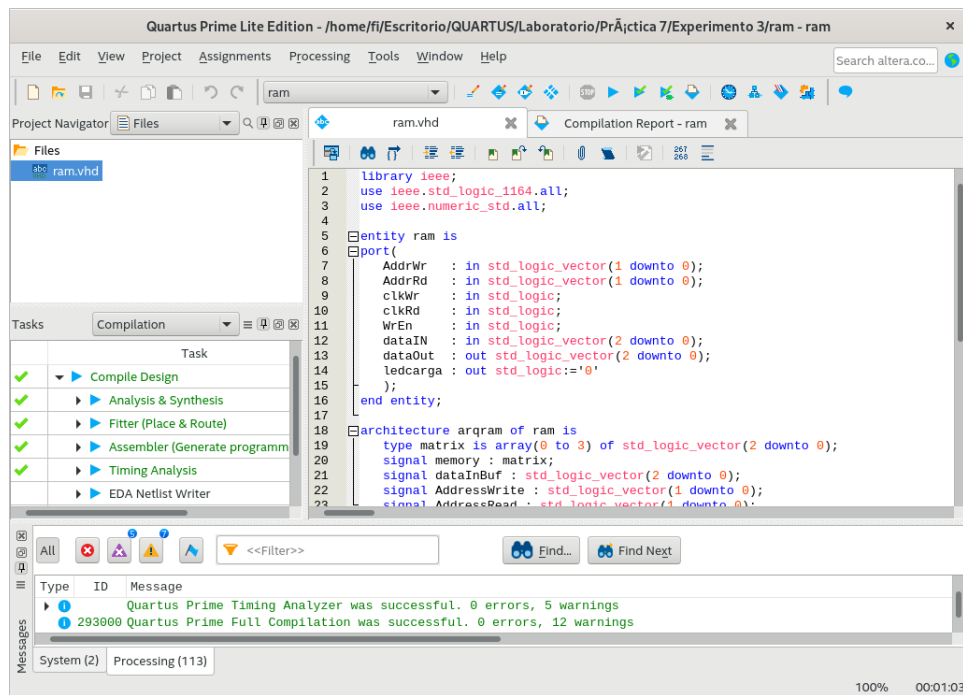 Quartus Prime Lite Edition - /home/fi/Escritorio/QUARTUS/Laboratorio/PrÃ¡ctica 7/Experimento 3/ram - ram
File Edit View Project Assignments Processing Tools Window Help
Search altera.co...
ram
Project Navigator Files
ram.vhd
Compilation Report - ram
Files
abc ram.vhd
267
268
1 library ieee;
2 use ieee.std_logic_1164.all;
3 use ieee.numeric_std.all;
4
5 entity ram is
6 port(
7 AddrWr : in std_logic_vector(1 downto 0);
8 AddrRd : in std_logic_vector(1 downto 0);
9 clkWr : in std_logic;
10 clkRd : in std_logic;
11 WrEn : in std_logic;
12 dataIN : in std_logic_vector(2 downto 0);
13 dataOut : out std_logic_vector(2 downto 0);
14 ledcarga : out std_logic:='0'
15 );
16 end entity;
17
18 architecture arqram of ram is
19 type matrix is array(0 to 3) of std_logic_vector(2 downto 0);
20 signal memory : matrix;
21 signal dataInBuf : std_logic_vector(2 downto 0);
22 signal AddressWrite : std_logic_vector(1 downto 0);
23 signal AddressRead : std_logic_vector(1 downto 0);
Tasks Compilation
Task
Compile Design
Analysis & Synthesis
Fitter (Place & Route)
Assembler (Generate programm
Timing Analysis
EDA Netlist Writer
All 5 7 <<Filter>> Find... Find Next
Type ID Message
Quartus Prime Timing Analyzer was successful. 0 errors, 5 warnings
293000 Quartus Prime Full Compilation was successful. 0 errors, 12 warnings
Messages
System (2) Processing (113)
100% 00:01:03